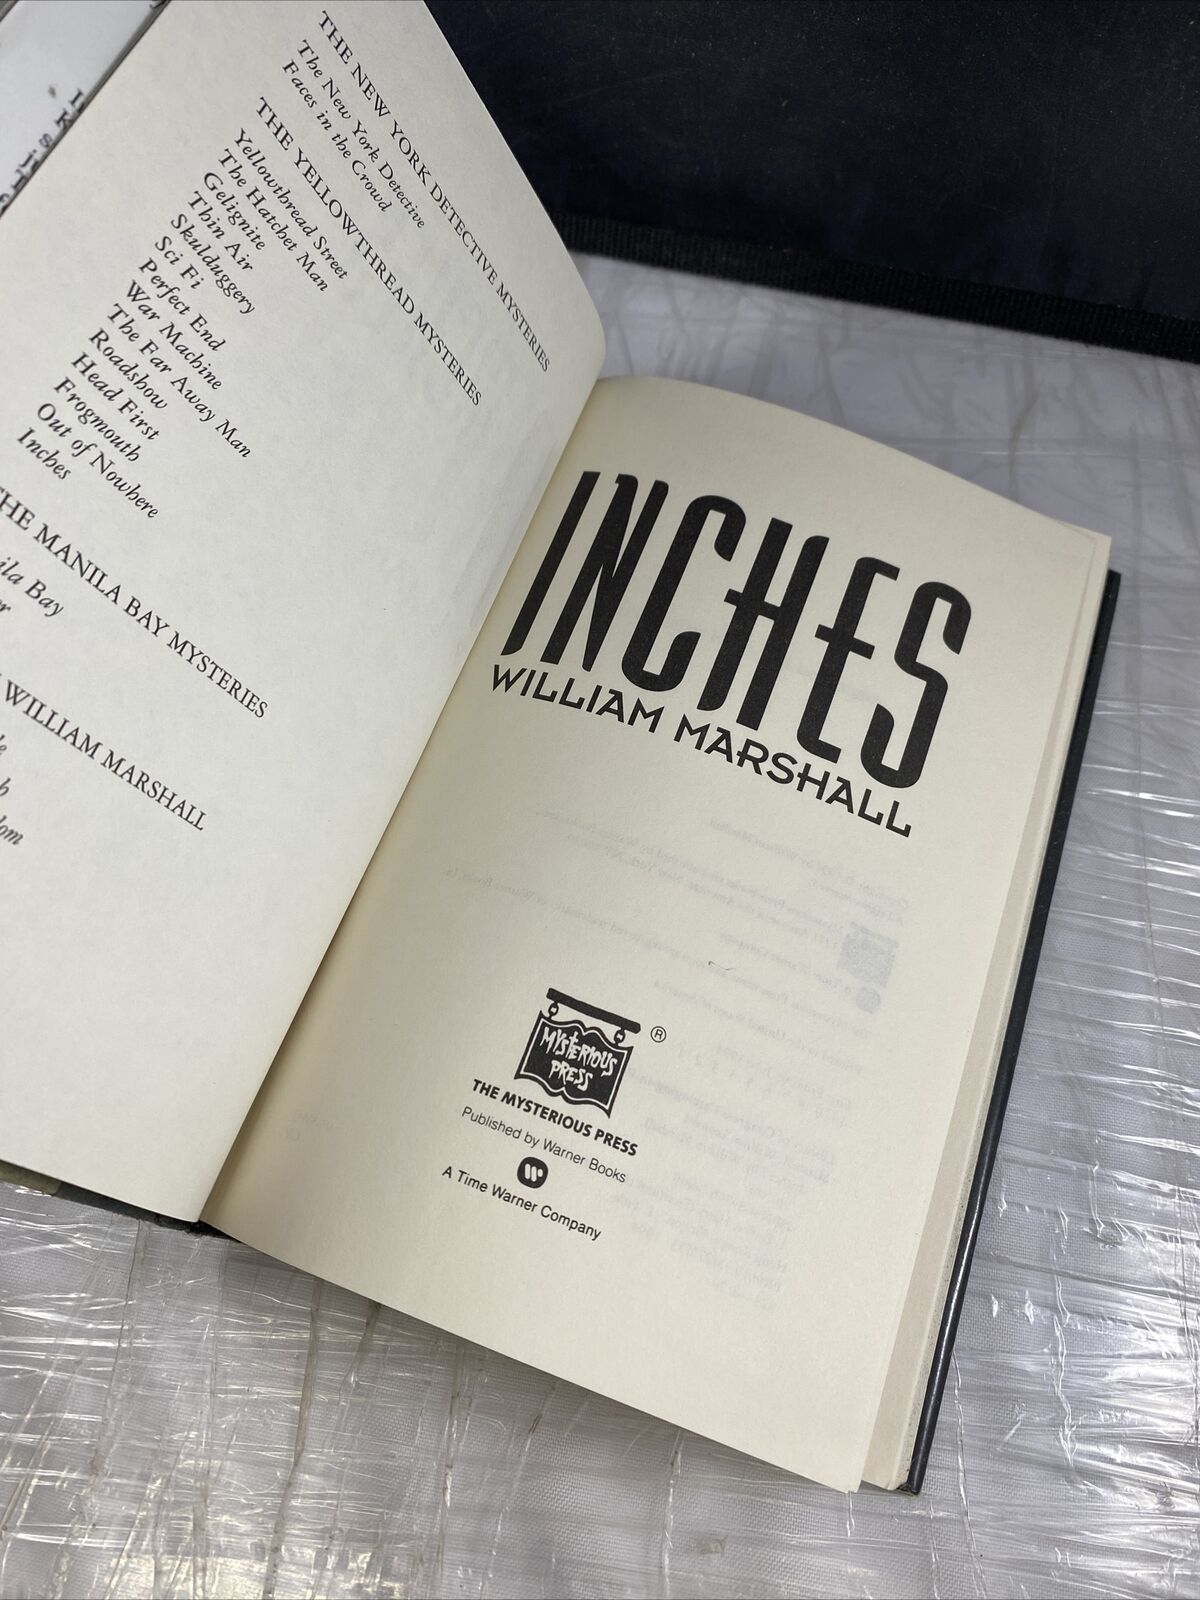 THE NEW YORK DETECTIVE MYSTERIES
The New York Detective
Faces in the Crowd
THE YELLOWTHREAD MYSTERIES
Yellowthread Street
The Hatchet Man
Gelignite
Thin Air
Skulduggery
Sci Fi
Perfect End
War Machine
The Far Away Man
Roadshow
Head First
Frogmouth
Out of Nowhere
Inches
THE MANILA BAY MYSTERIES
Bay
WILLIAM MARSHALL
INCHES
WILLIAM MARSHALL
MYSTERIOUS
PRESS
®
THE MYSTERIOUS PRESS
Published by Warner Books
A Time Warner Company